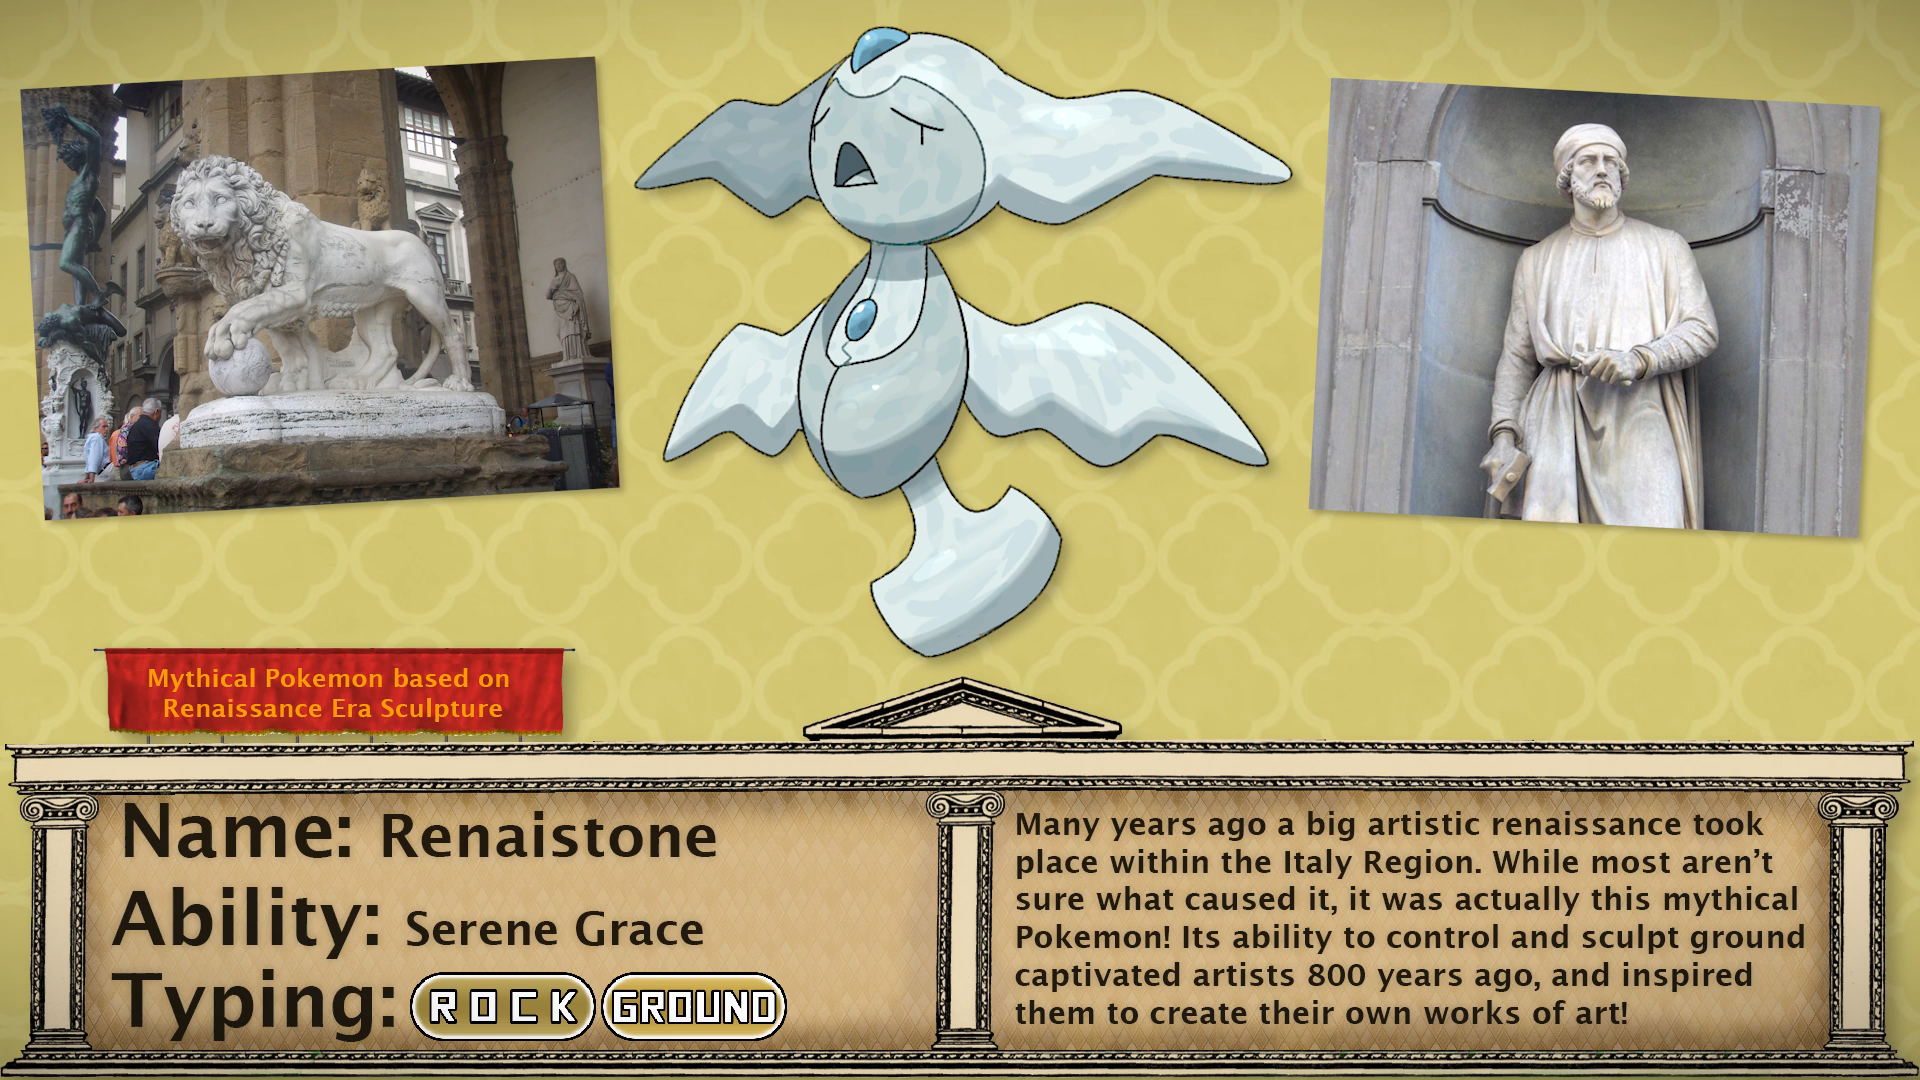 Mythical Pokemon based on
Renaissance Era Sculpture
Name: Renaistone
Ability: Serene Grace
Typing: ROCK GROUND
Many years ago a big artistic renaissance took
place within the Italy Region. While most aren't
sure what caused it, it was actually this mythical
Pokemon! Its ability to control and sculpt ground
captivated artists 800 years ago, and inspired
them to create their own works of art!